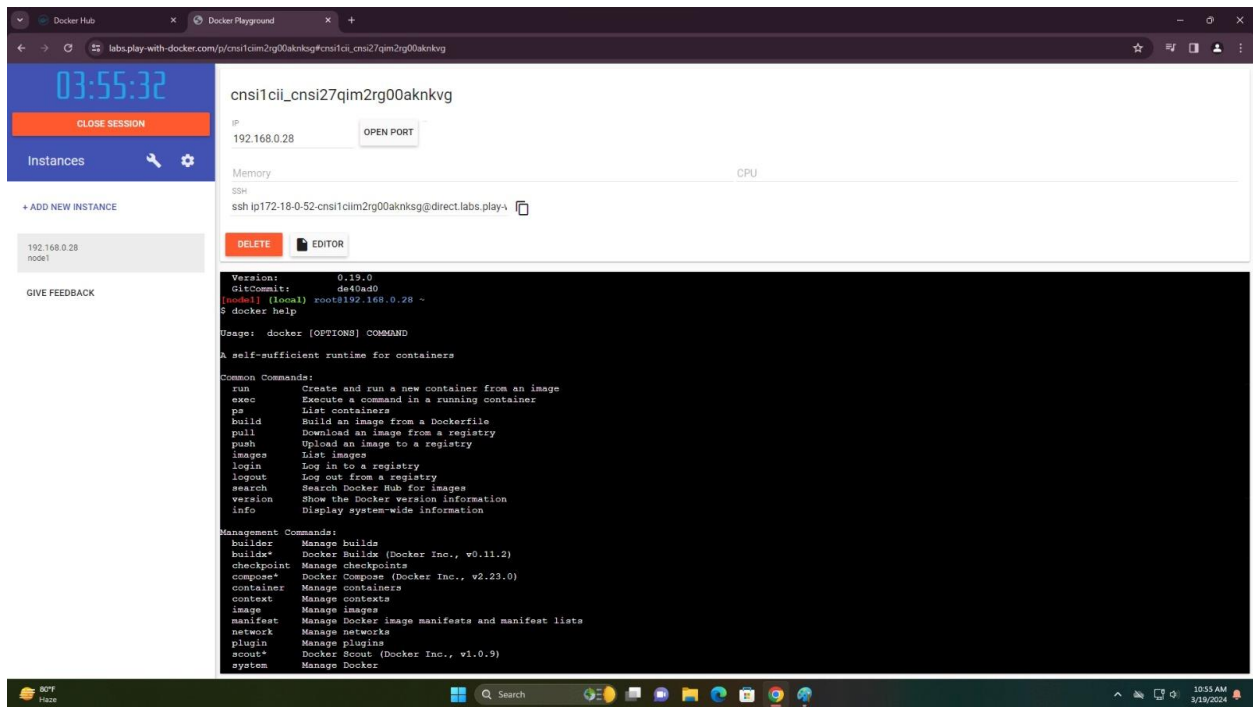 Docker Hub
Docker Playground
labs.play-with-docker.com/p/cnsi1ciim2rg00aknksg#cnsi1cii_cnsi27qim2rg00aknkvg
03:55:32
CLOSE SESSION
Instances
+ ADD NEW INSTANCE
192.168.0.28
node1
GIVE FEEDBACK
cnsi1cii_cnsi27qim2rg00aknkvg
IP
192.168.0.28
OPEN PORT
Memory
CPU
SSH
ssh ip172-18-0-52-cnsi1ciim2rg00aknksg@direct.labs.play-
DELETE
EDITOR
Version: 0.19.0
GitCommit: de40ad0
[node1] (local) root@192.168.0.28 ~
$ docker help
Usage: docker [OPTIONS] COMMAND
A self-sufficient runtime for containers
Common Commands:
run Create and run a new container from an image
exec Execute a command in a running container
ps List containers
build Build an image from a Dockerfile
pull Download an image from a registry
push Upload an image to a registry
images List images
login Log in to a registry
logout Log out from a registry
search Search Docker Hub for images
version Show the Docker version information
info Display system-wide information
Management Commands:
builder Manage builds
buildx* Docker Buildx (Docker Inc., v0.11.2)
checkpoint Manage checkpoints
compose* Docker Compose (Docker Inc., v2.23.0)
container Manage containers
context Manage contexts
image Manage images
manifest Manage Docker image manifests and manifest lists
network Manage networks
plugin Manage plugins
scout* Docker Scout (Docker Inc., v1.0.9)
system Manage Docker
80°F
Haze
Search
10:55 AM
3/19/2024